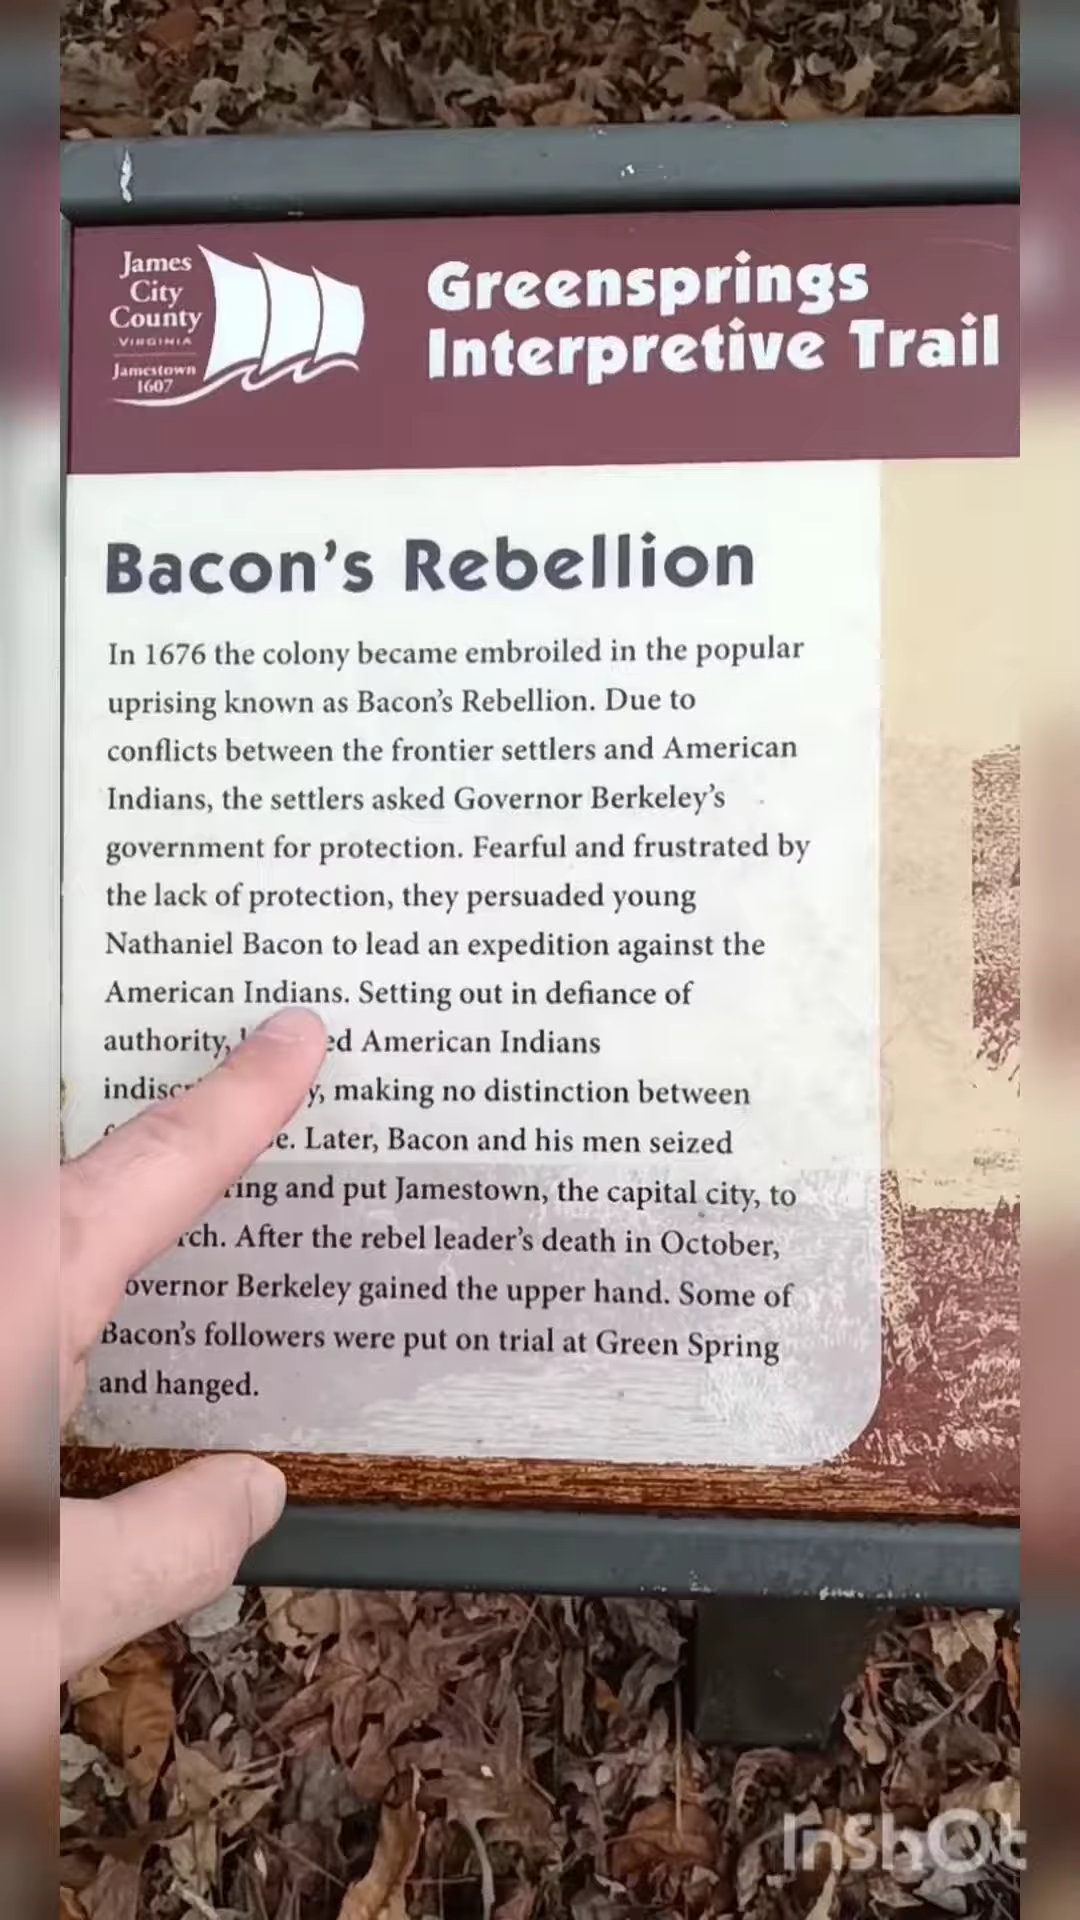 James
City
County
VIRGINIA
Jamestown
1607
Greensprings
Interpretive Trail
Bacon's Rebellion
In 1676 the colony became embroiled in the popular
uprising known as Bacon's Rebellion. Due to
conflicts between the frontier settlers and American
Indians, the settlers asked Governor Berkeley's
government for protection. Fearful and frustrated by
the lack of protection, they persuaded young
Nathaniel Bacon to lead an expedition against the
American Indians. Setting out in defiance of
authority, American Indians
making no distinction between
Later, Bacon and his men seized
and put Jamestown, the capital city, to
After the rebel leader's death in October,
overnor Berkeley gained the upper hand. Some of
Bacon's followers were put on trial at Green Spring
and hanged.
InShOt